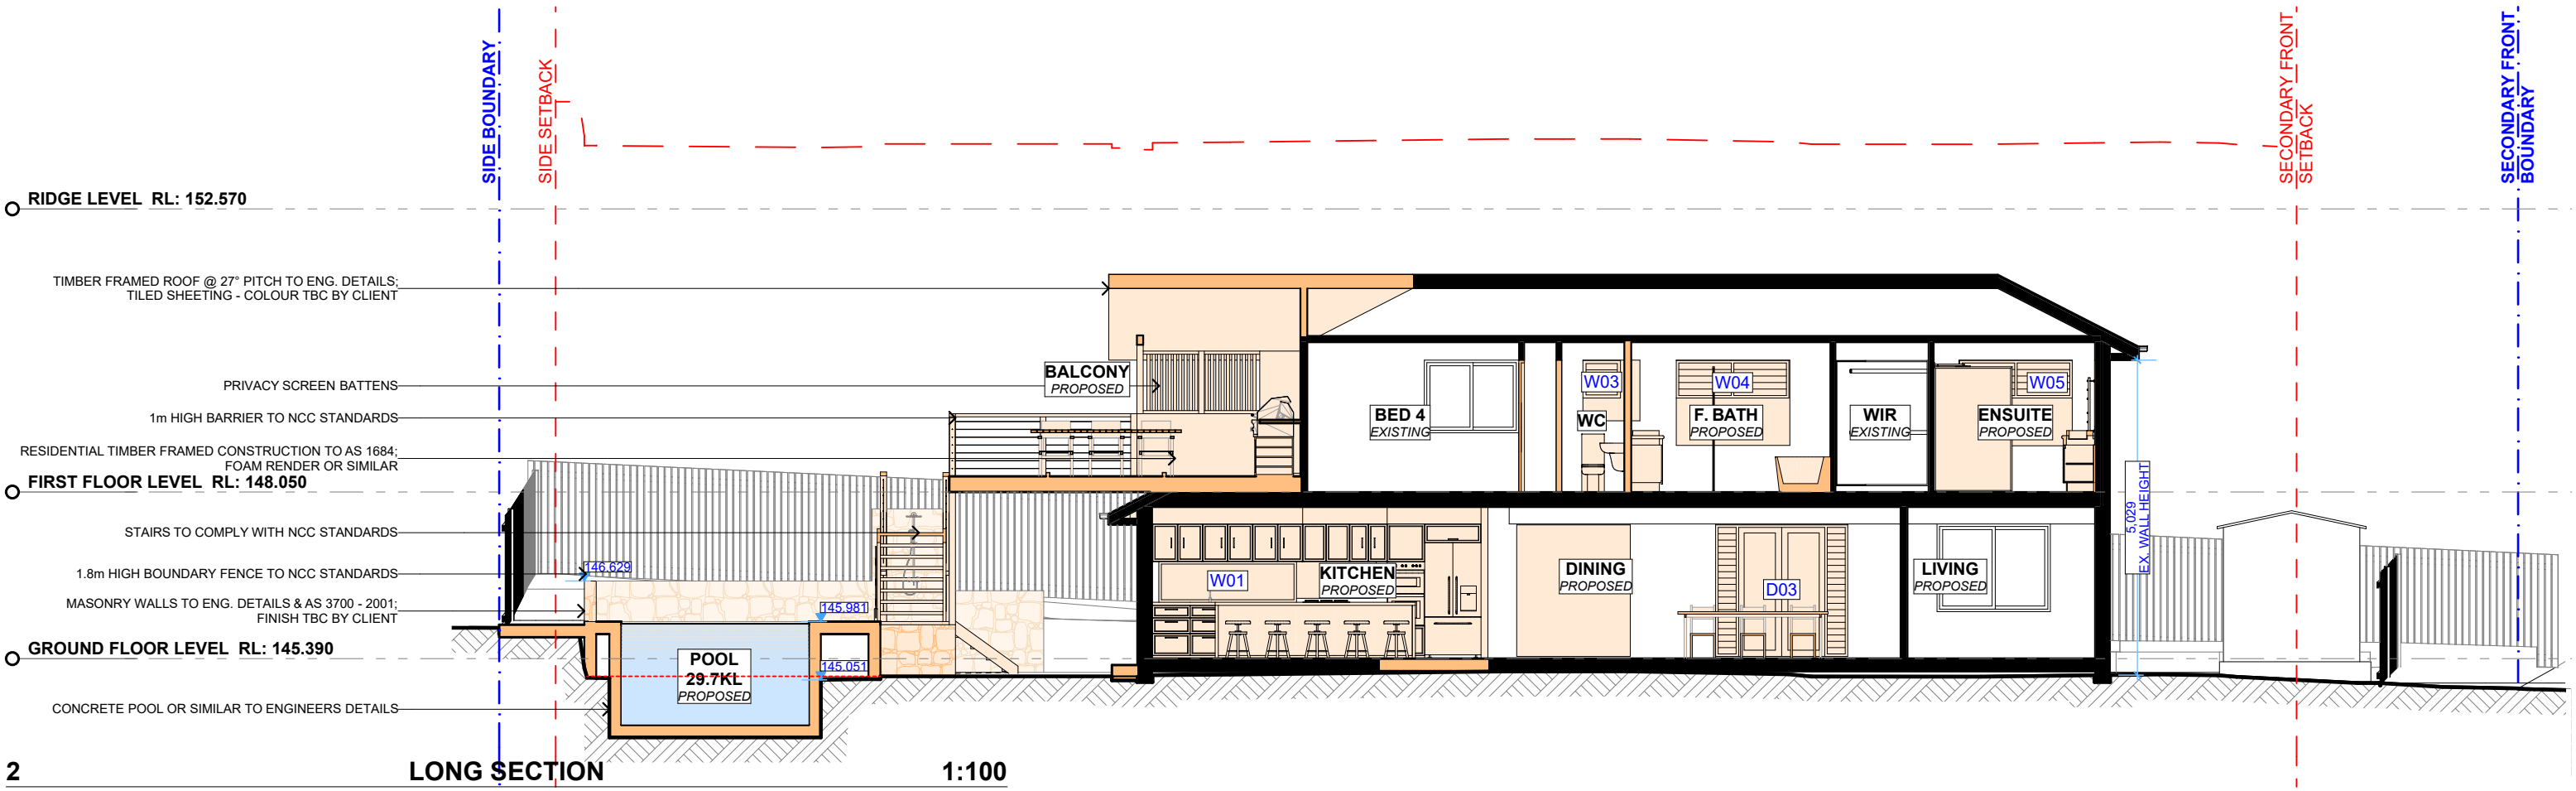 SIDE BOUNDARY
SIDE SETBACK
SECONDARY FRONT
SETBACK
SECONDARY FRONT
BOUNDARY
RIDGE LEVEL RL: 152.570
TIMBER FRAMED ROOF @ 27° PITCH TO ENG. DETAILS;
TILED SHEETING - COLOUR TBC BY CLIENT
PRIVACY SCREEN BATTENS
1m HIGH BARRIER TO NCC STANDARDS
RESIDENTIAL TIMBER FRAMED CONSTRUCTION TO AS 1684;
FOAM RENDER OR SIMILAR
FIRST FLOOR LEVEL RL: 148.050
STAIRS TO COMPLY WITH NCC STANDARDS
1.8m HIGH BOUNDARY FENCE TO NCC STANDARDS
MASONRY WALLS TO ENG. DETAILS & AS 3700 - 2001;
FINISH TBC BY CLIENT
GROUND FLOOR LEVEL RL: 145.390
CONCRETE POOL OR SIMILAR TO ENGINEERS DETAILS
BALCONY
PROPOSED
BED 4
EXISTING
W03
WC
W04
F. BATH
PROPOSED
WIR
EXISTING
W05
ENSUITE
PROPOSED
5,029
EX. WALL HEIGHT
146.629
145.981
145.051
POOL
29.7KL
PROPOSED
W01
KITCHEN
PROPOSED
DINING
PROPOSED
D03
LIVING
PROPOSED
2
LONG SECTION
1:100